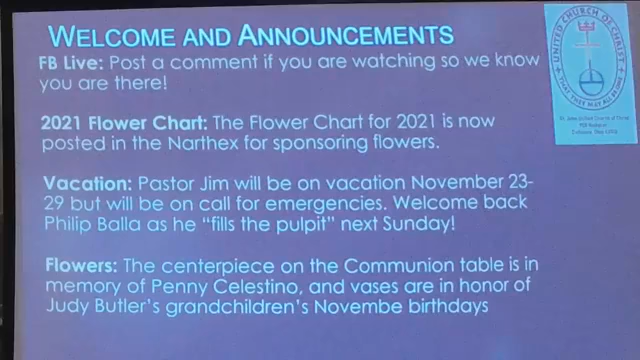 WELCOME AND ANNOUNCEMENTS
FB Live: Post a comment if you are watching so we know
you are there!
2021 Flower Chart: The Flower Chart for 2021 is now
posted in the Narthex for sponsoring flowers.
Vacation: Pastor Jim will be on vacation November 23-
29 but will be on call for emergencies. Welcome back
Philip Balla as he “fills the pulpit” next Sunday!
Flowers: The centerpiece on the Communion table is in
memory of Penny Celestino, and vases are in honor of
Judy Butler’s grandchildren’s Novembe birthdays
UNITED CHURCH OF CHRIST
THAT THEY MAY ALL BE ONE